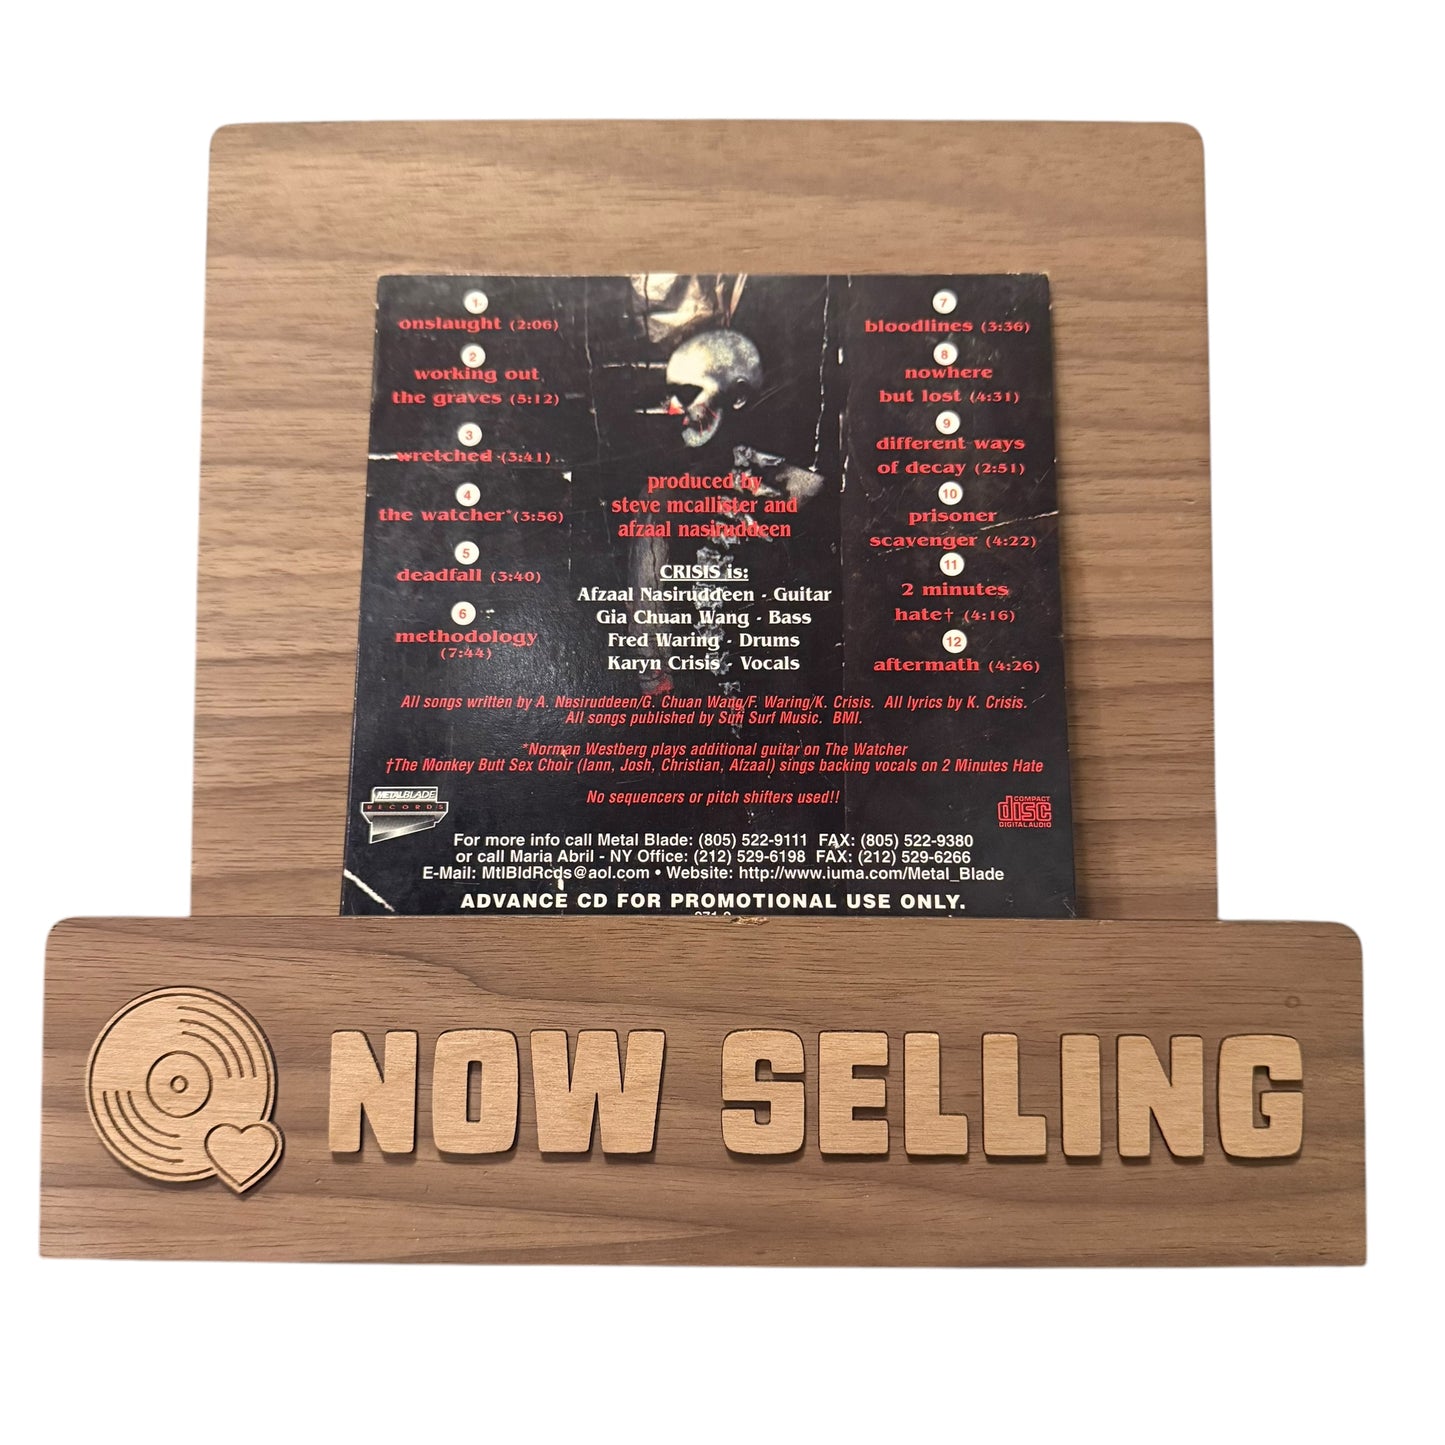 1
onslaught (2:06)
2
working out
the graves (5:12)
3
wretched (3:41)
4
the watcher* (3:56)
5
deadfall (3:40)
6
methodology
(7:44)
produced by
steve mcallister and
afzaal nasiruddeen
CRISIS is:
Afzaal Nasiruddeen - Guitar
Gia Chuan Wang - Bass
Fred Waring - Drums
Karyn Crisis - Vocals
7
bloodlines (3:36)
8
nowhere
but lost (4:31)
9
different ways
of decay (2:51)
10
prisoner
scavenger (4:22)
11
2 minutes
hate† (4:16)
12
aftermath (4:26)
All songs written by A. Nasiruddeen/G. Chuan Wang/F. Waring/K. Crisis. All lyrics by K. Crisis.
All songs published by Sufi Surf Music. BMI.
*Norman Westberg plays additional guitar on The Watcher
†The Monkey Butt Sex Choir (Iann, Josh, Christian, Afzaal) sings backing vocals on 2 Minutes Hate
No sequencers or pitch shifters used!!
METALBLADE
RECORDS
COMPACT
disc
DIGITAL AUDIO
For more info call Metal Blade: (805) 522-9111 FAX: (805) 522-9380
or call Maria Abril - NY Office: (212) 529-6198 FAX: (212) 529-6266
E-Mail: MtlBldRcds@aol.com • Website: http://www.iuma.com/Metal_Blade
ADVANCE CD FOR PROMOTIONAL USE ONLY.
NOW SELLING